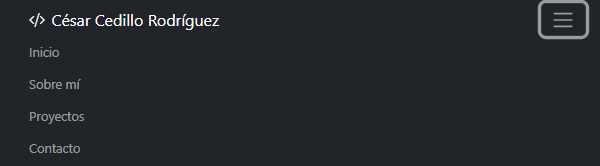 </> César Cedillo Rodríguez
Inicio
Sobre mí
Proyectos
Contacto